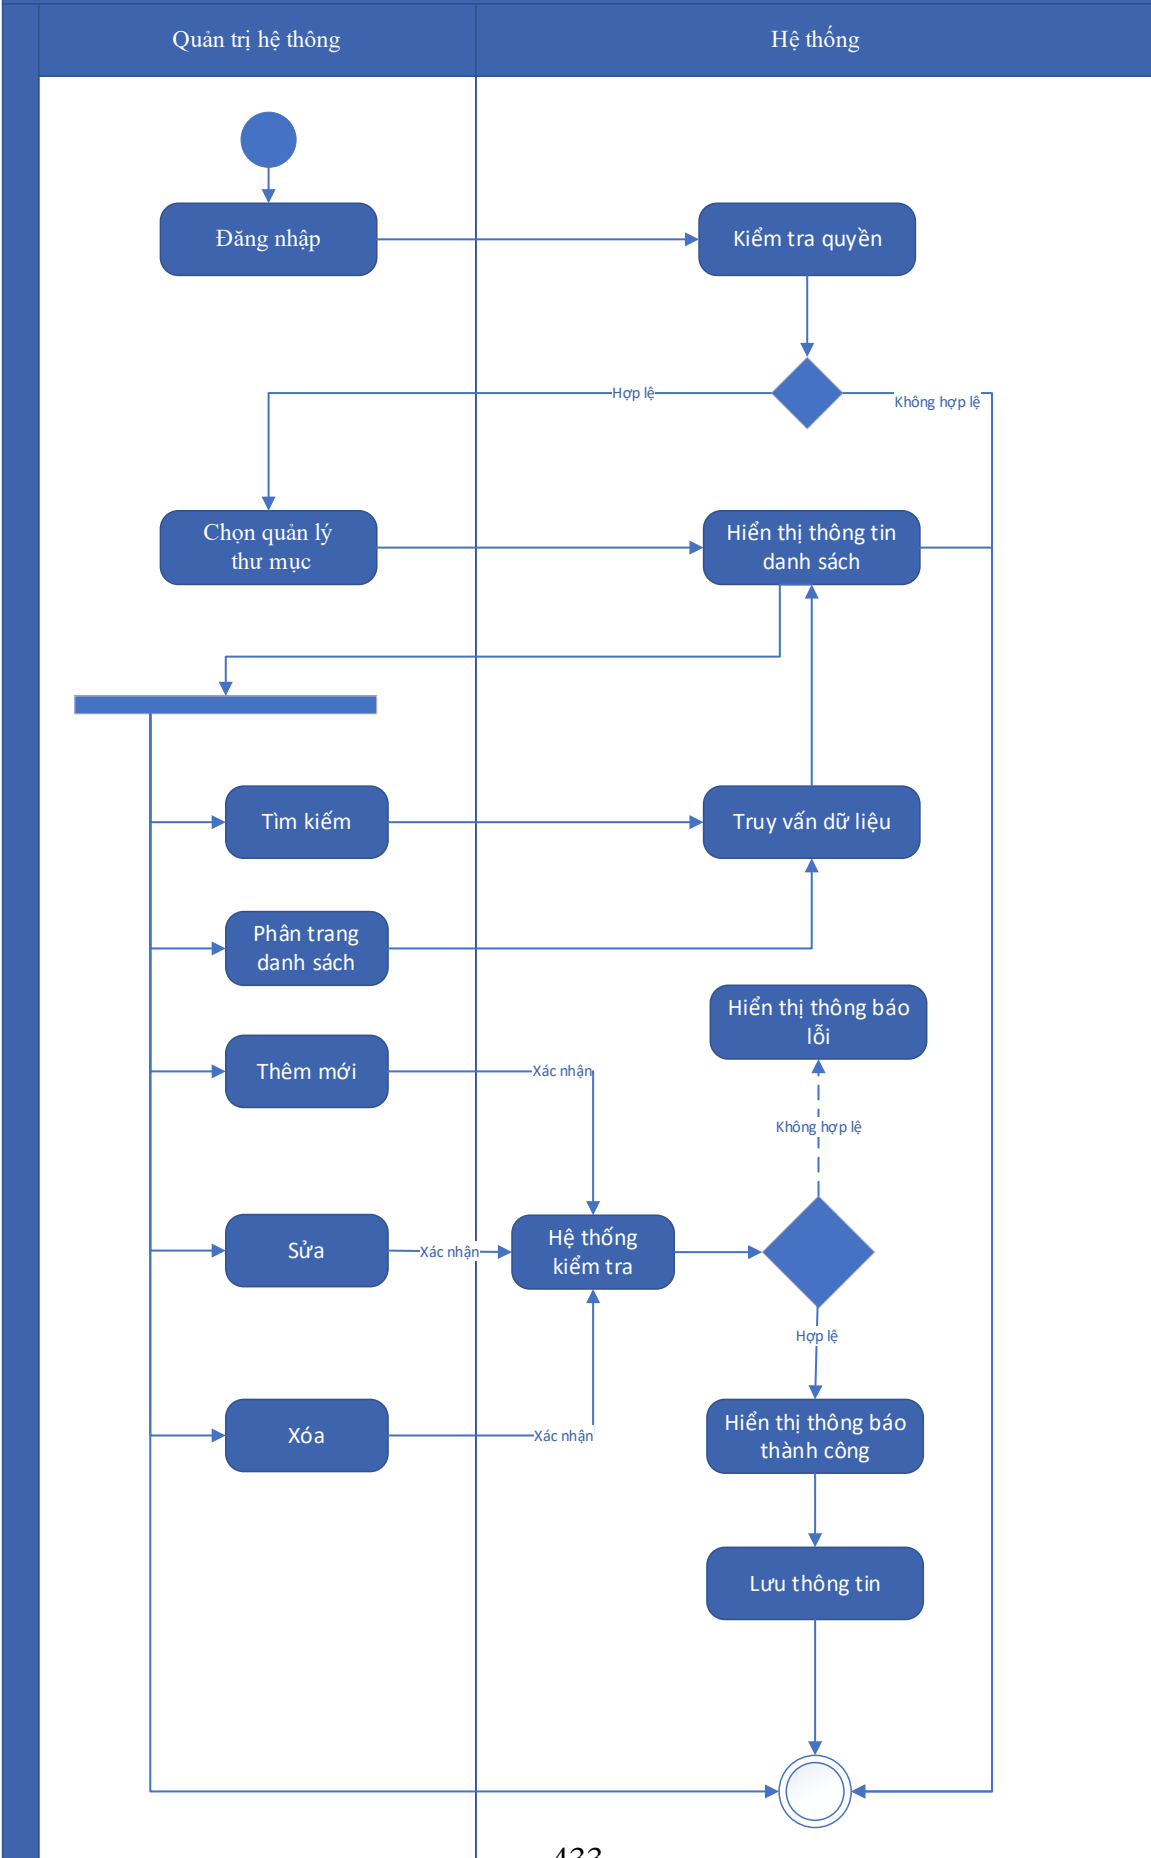 Quản trị hệ thông
Hệ thống
Đăng nhập
Kiểm tra quyền
Hợp lệ
Không hợp lệ
Chọn quản lý
thư mục
Hiển thị thông tin
danh sách
Tìm kiếm
Truy vấn dữ liệu
Phân trang
danh sách
Hiển thị thông báo
lỗi
Thêm mới
Xác nhận
Không hợp lệ
Sửa
Xác nhận
Hệ thống
kiểm tra
Hợp lệ
Xóa
Xác nhận
Hiển thị thông báo
thành công
Lưu thông tin
433